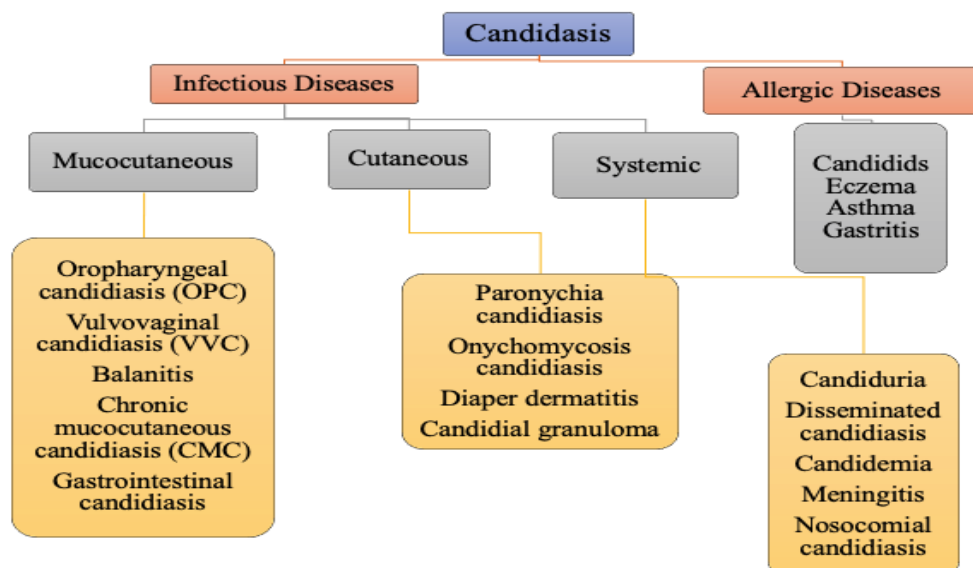 Candidasis
Infectious Diseases
Allergic Diseases
Mucocutaneous
Cutaneous
Systemic
Candidids
Eczema
Asthma
Gastritis
Oropharyngeal
candidiasis (OPC)
Vulvovaginal
candidiasis (VVC)
Balanitis
Chronic
mucocutaneous
candidiasis (CMC)
Gastrointestinal
candidiasis
Paronychia
candidiasis
Onychomycosis
candidiasis
Diaper dermatitis
Candidial granuloma
Candiduria
Disseminated
candidiasis
Candidemia
Meningitis
Nosocomial
candidiasis